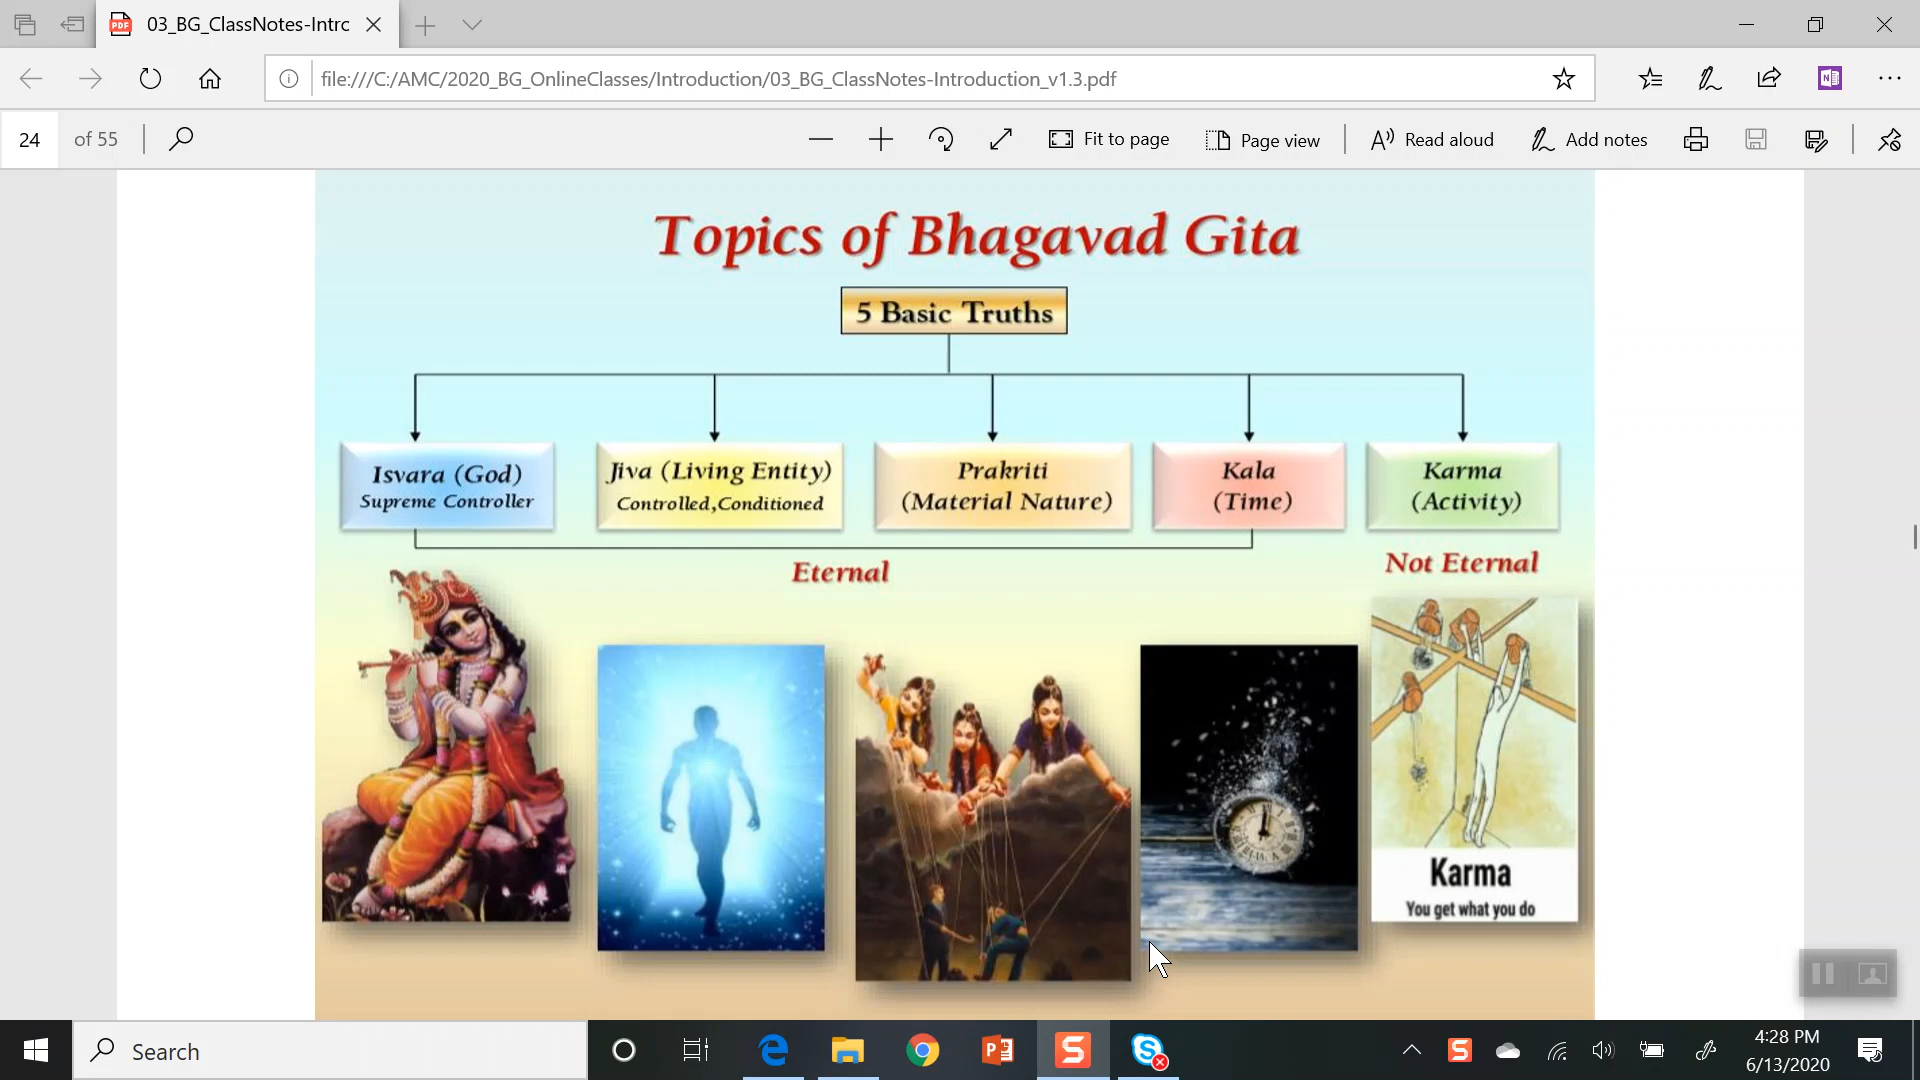 03_BG_ClassNotes-Intrc
file:///C:/AMC/2020_BG_OnlineClasses/Introduction/03_BG_ClassNotes-Introduction_v1.3.pdf
24 of 55
Fit to page
Page view
Read aloud
Add notes
Topics of Bhagavad Gita
5 Basic Truths
Isvara (God)
Supreme Controller
Jiva (Living Entity)
Controlled,Conditioned
Prakriti
(Material Nature)
Kala
(Time)
Karma
(Activity)
Eternal
Not Eternal
Karma
You get what you do
Search
4:28 PM
6/13/2020